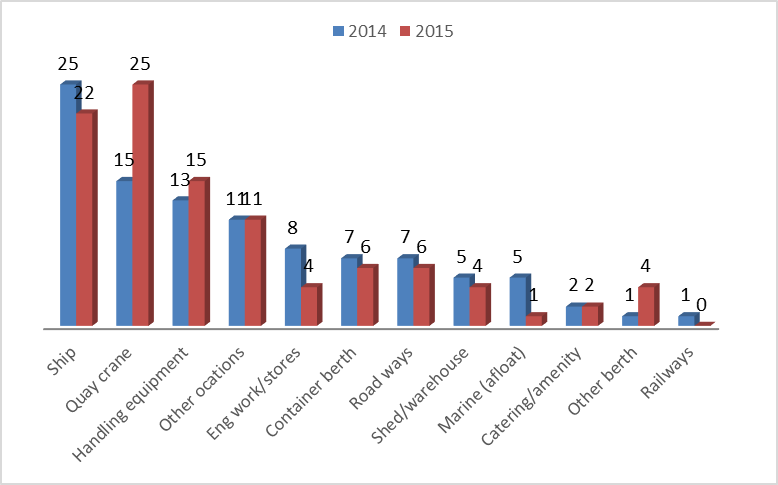 2014 2015
25 22
15 25
13 15
11 11
8 4
7 6
7 6
5 4
5 1
2 2
1 4
1 0
Ship
Quay crane
Handling equipment
Other ocations
Eng work/stores
Container berth
Road ways
Shed/warehouse
Marine (afloat)
Catering/amenity
Other berth
Railways